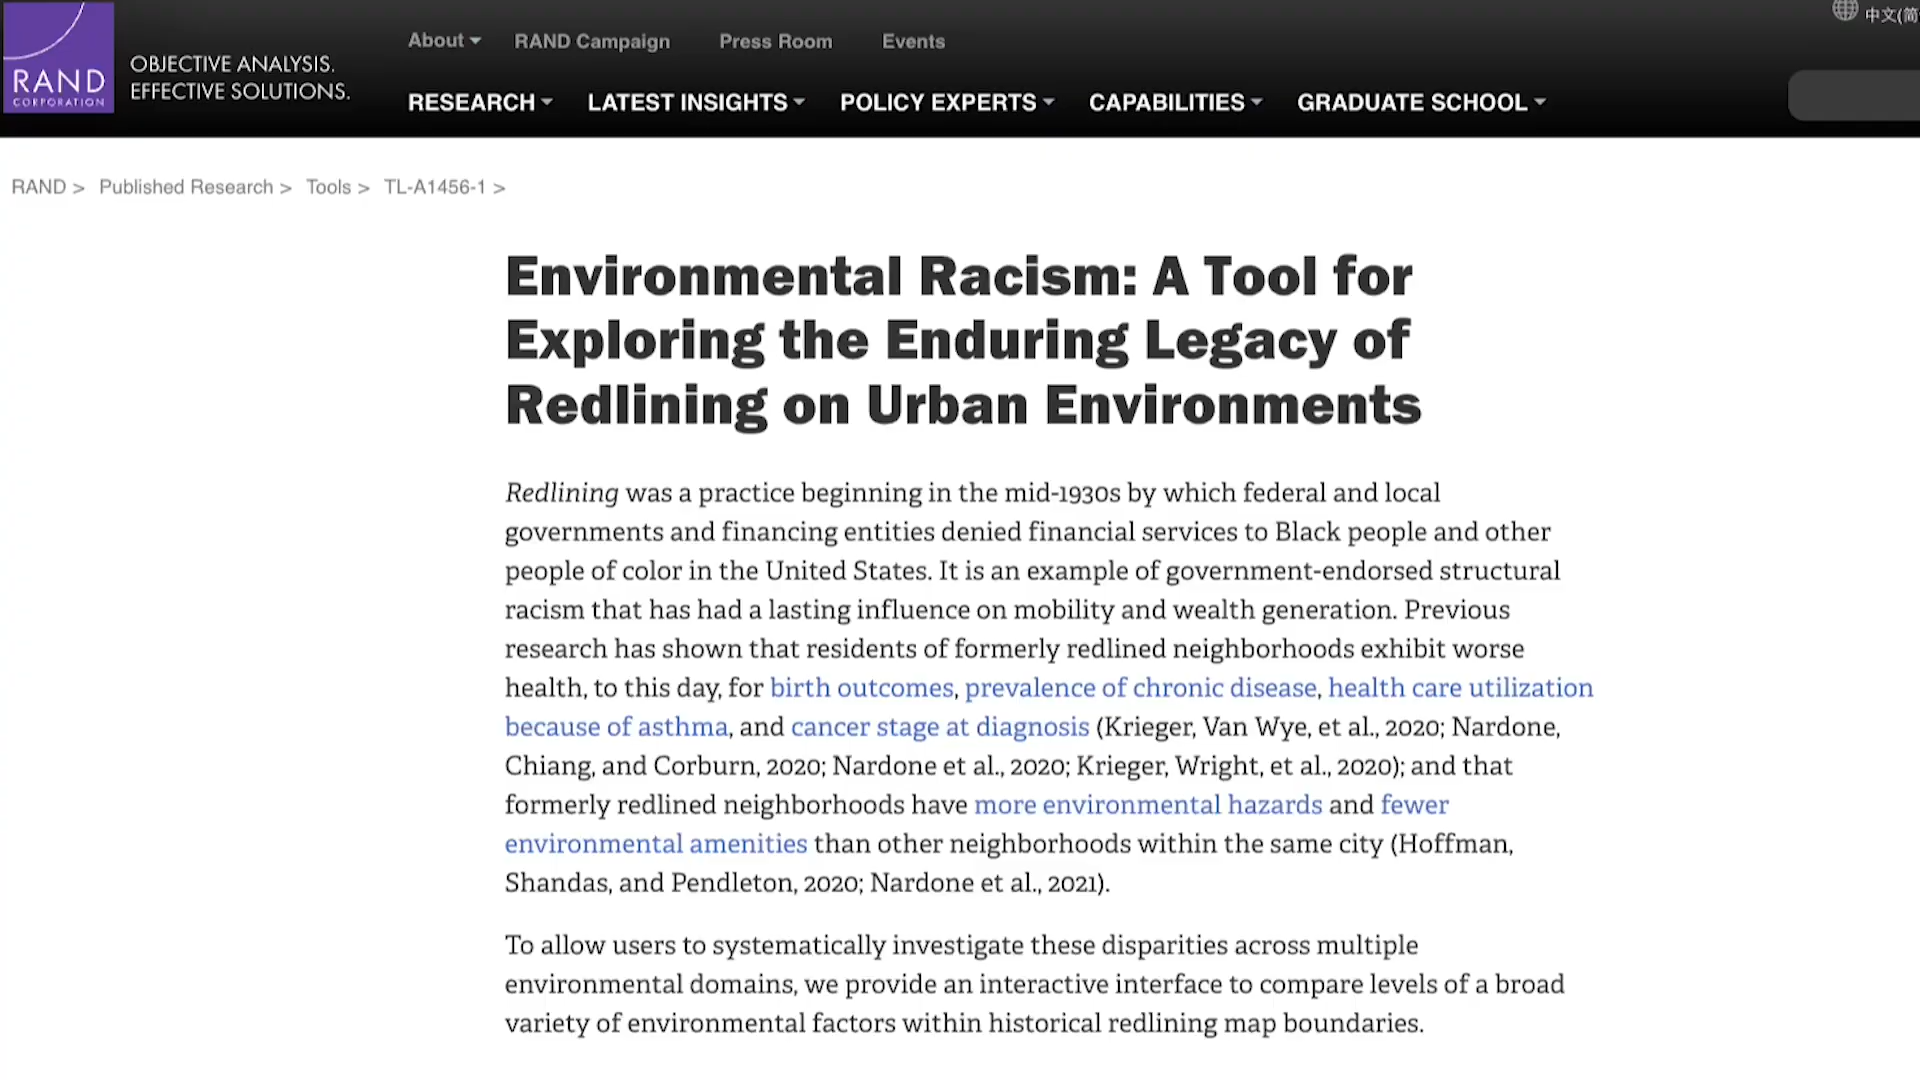 RAND
CORPORATION
OBJECTIVE ANALYSIS.
EFFECTIVE SOLUTIONS.
About RAND Campaign Press Room Events
中文(简
RESEARCH LATEST INSIGHTS POLICY EXPERTS CAPABILITIES GRADUATE SCHOOL
RAND > Published Research > Tools > TL-A1456-1 >
Environmental Racism: A Tool for
Exploring the Enduring Legacy of
Redlining on Urban Environments
Redlining was a practice beginning in the mid-1930s by which federal and local
governments and financing entities denied financial services to Black people and other
people of color in the United States. It is an example of government-endorsed structural
racism that has had a lasting influence on mobility and wealth generation. Previous
research has shown that residents of formerly redlined neighborhoods exhibit worse
health, to this day, for birth outcomes, prevalence of chronic disease, health care utilization
because of asthma, and cancer stage at diagnosis (Krieger, Van Wye, et al., 2020; Nardone,
Chiang, and Corburn, 2020; Nardone et al., 2020; Krieger, Wright, et al., 2020); and that
formerly redlined neighborhoods have more environmental hazards and fewer
environmental amenities than other neighborhoods within the same city (Hoffman,
Shandas, and Pendleton, 2020; Nardone et al., 2021).
To allow users to systematically investigate these disparities across multiple
environmental domains, we provide an interactive interface to compare levels of a broad
variety of environmental factors within historical redlining map boundaries.